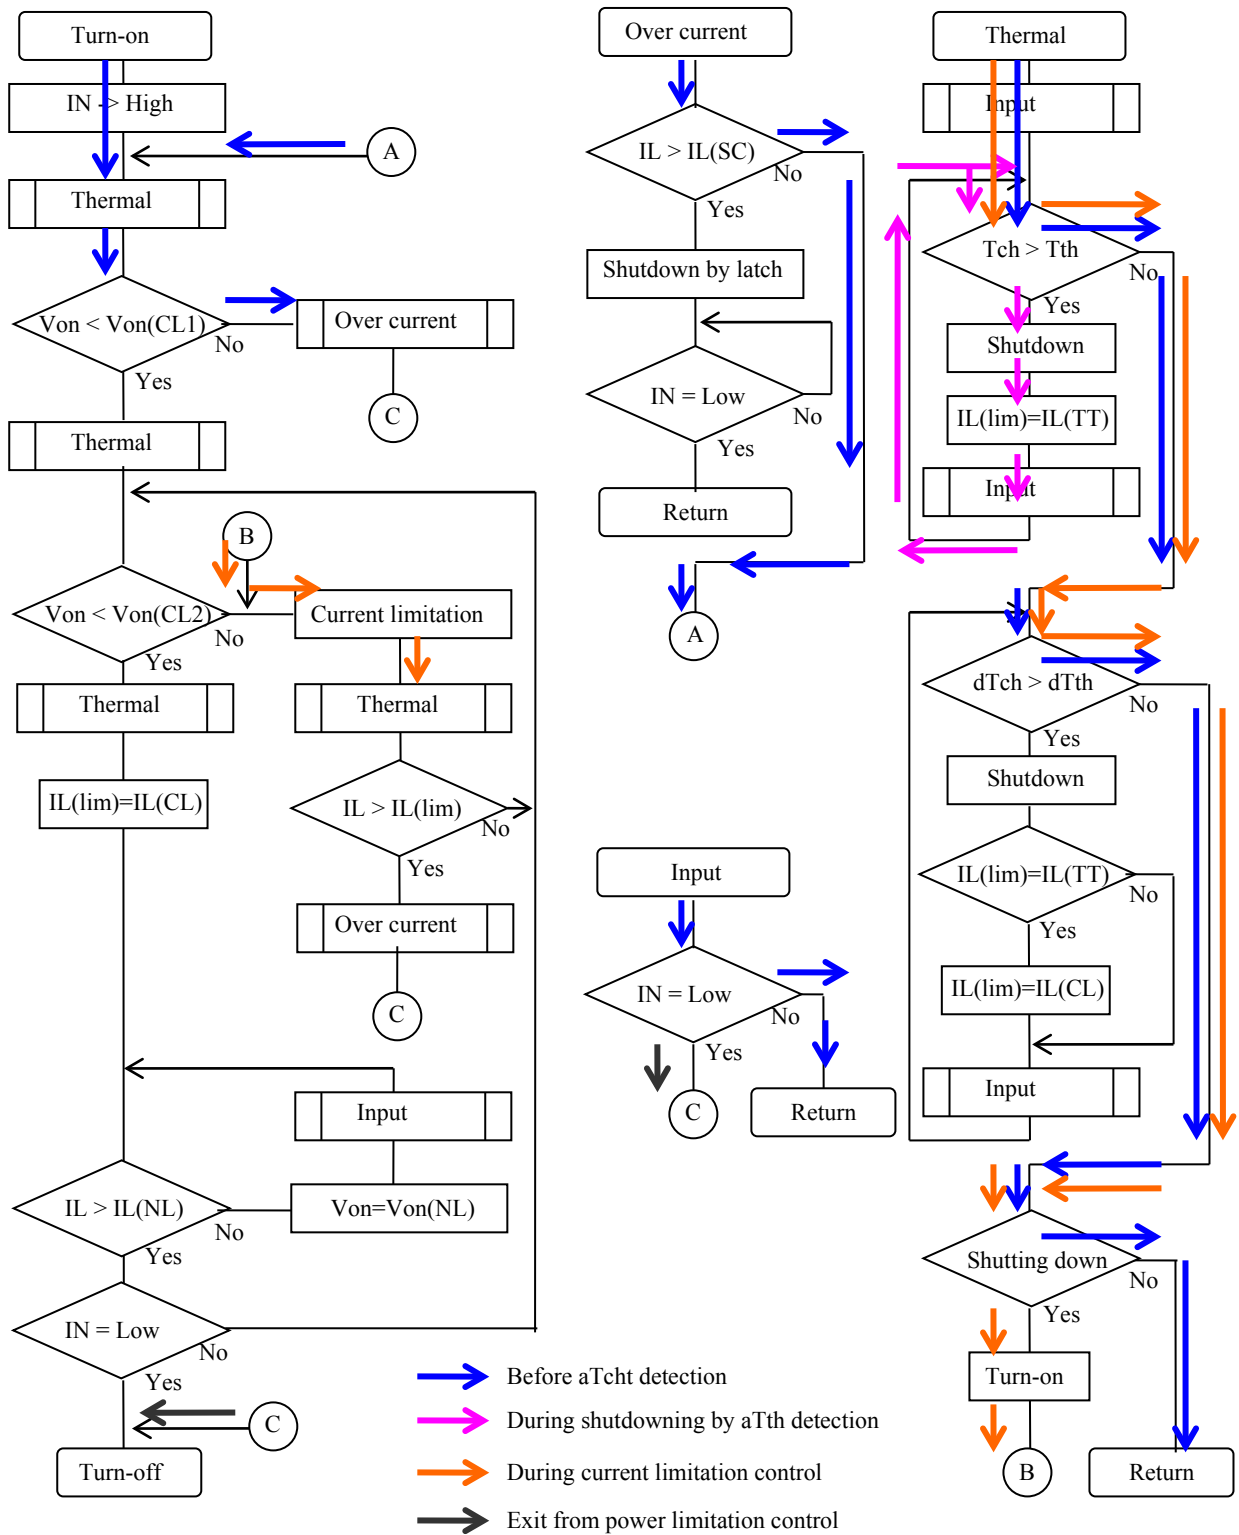 Turn-on
IN -> High
A
Thermal
Von < Von(CL1)
No
Yes
Over current
C
Thermal
B
Von < Von(CL2)
No
Yes
Current limitation
Thermal
Thermal
IL(lim)=IL(CL)
IL > IL(lim)
No
Yes
Over current
C
Input
IL > IL(NL)
No
Yes
Von=Von(NL)
IN = Low
No
Yes
C
Turn-off
Over current
IL > IL(SC)
No
Yes
Shutdown by latch
IN = Low
No
Yes
Return
A
Input
IN = Low
No
Yes
C
Return
Thermal
Input
Tch > Tth
No
Yes
Shutdown
IL(lim)=IL(TT)
Input
dTch > dTth
No
Yes
Shutdown
IL(lim)=IL(TT)
No
Yes
IL(lim)=IL(CL)
Input
Shutting down
No
Yes
Turn-on
B
Return
Before aTcht detection
During shutdowning by aTth detection
During current limitation control
Exit from power limitation control